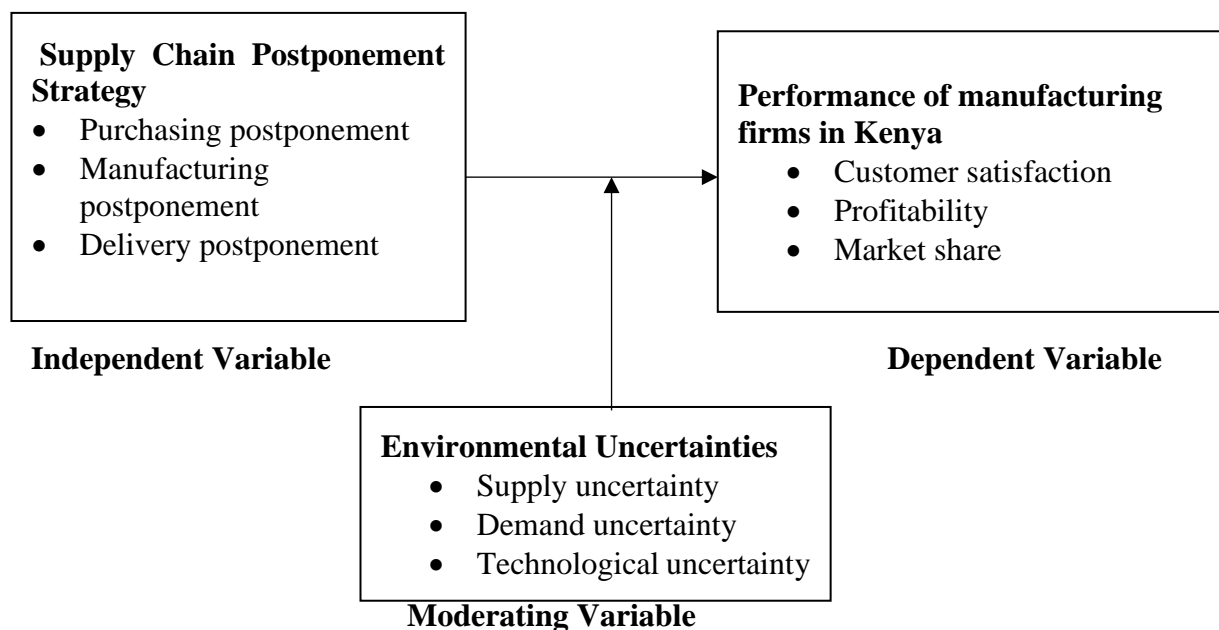 Supply Chain Postponement
Strategy
• Purchasing postponement
• Manufacturing
postponement
• Delivery postponement
Performance of manufacturing
firms in Kenya
• Customer satisfaction
• Profitability
• Market share
Independent Variable
Dependent Variable
Environmental Uncertainties
• Supply uncertainty
• Demand uncertainty
• Technological uncertainty
Moderating Variable